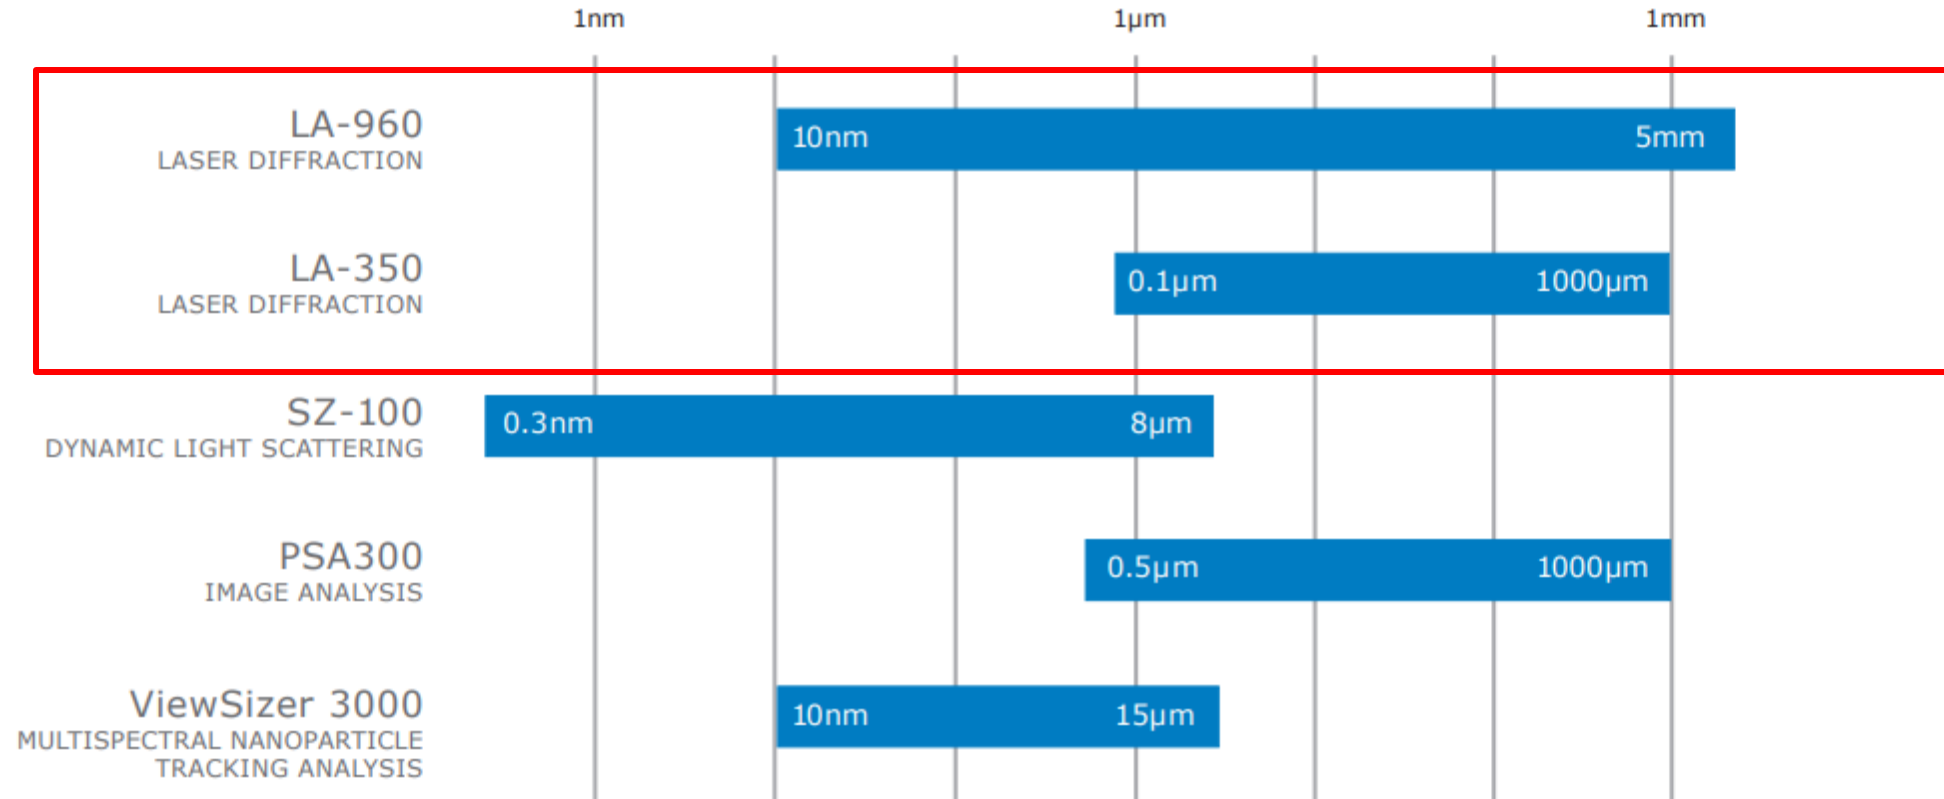 1nm 1µm 1mm
LA-960
LASER DIFFRACTION
10nm 5mm
LA-350
LASER DIFFRACTION
0.1µm 1000µm
SZ-100
DYNAMIC LIGHT SCATTERING
0.3nm 8µm
PSA300
IMAGE ANALYSIS
0.5µm 1000µm
ViewSizer 3000
MULTISPECTRAL NANOPARTICLE
TRACKING ANALYSIS
10nm 15µm